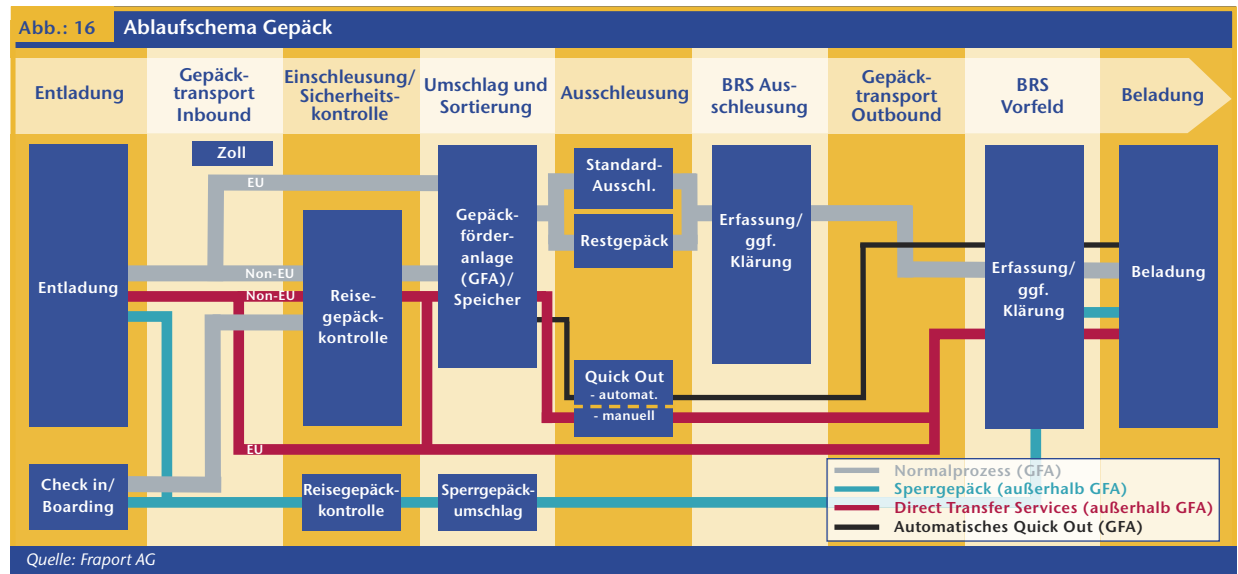 Abb.: 16 Ablaufschema Gepäck
Entladung
Gepäck-
transport
Inbound
Einschleusung/
Sicherheits-
kontrolle
Umschlag und
Sortierung
Ausschleusung
BRS Aus-
schleusung
Gepäck-
transport
Outbound
BRS
Vorfeld
Beladung
Zoll
EU
Non-EU
Non-EU
EU
Entladung
Check in/
Boarding
Reise-
gepäck-
kontrolle
Reisegepäck-
kontrolle
Gepäck-
förder-
anlage
(GFA)/
Speicher
Sperrgepäck-
umschlag
Standard-
Ausschl.
Restgepäck
Quick Out
- automat.
- manuell
Erfassung/
ggf.
Klärung
Erfassung/
ggf.
Klärung
Beladung
Normalprozess (GFA)
Sperrgepäck (außerhalb GFA)
Direct Transfer Services (außerhalb GFA)
Automatisches Quick Out (GFA)
Quelle: Fraport AG